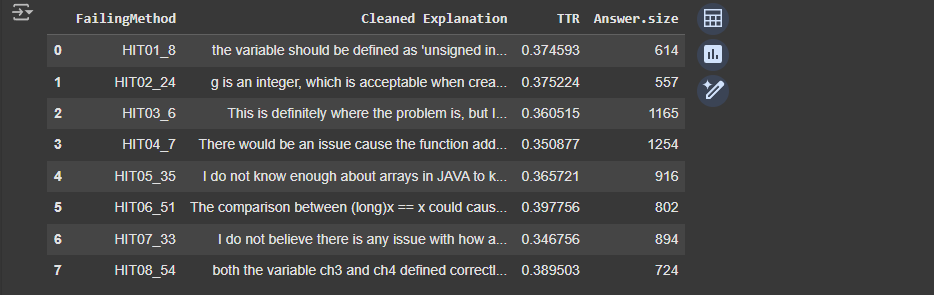 FailingMethod Cleaned Explanation TTR Answer.size
0 HIT01_8 the variable should be defined as 'unsigned in... 0.374593 614
1 HIT02_24 g is an integer, which is acceptable when crea... 0.375224 557
2 HIT03_6 This is definitely where the problem is, but I... 0.360515 1165
3 HIT04_7 There would be an issue cause the function add... 0.350877 1254
4 HIT05_35 I do not know enough about arrays in JAVA to k... 0.365721 916
5 HIT06_51 The comparison between (long)x == x could caus... 0.397756 802
6 HIT07_33 I do not believe there is any issue with how a... 0.346756 894
7 HIT08_54 both the variable ch3 and ch4 defined correctl... 0.389503 724